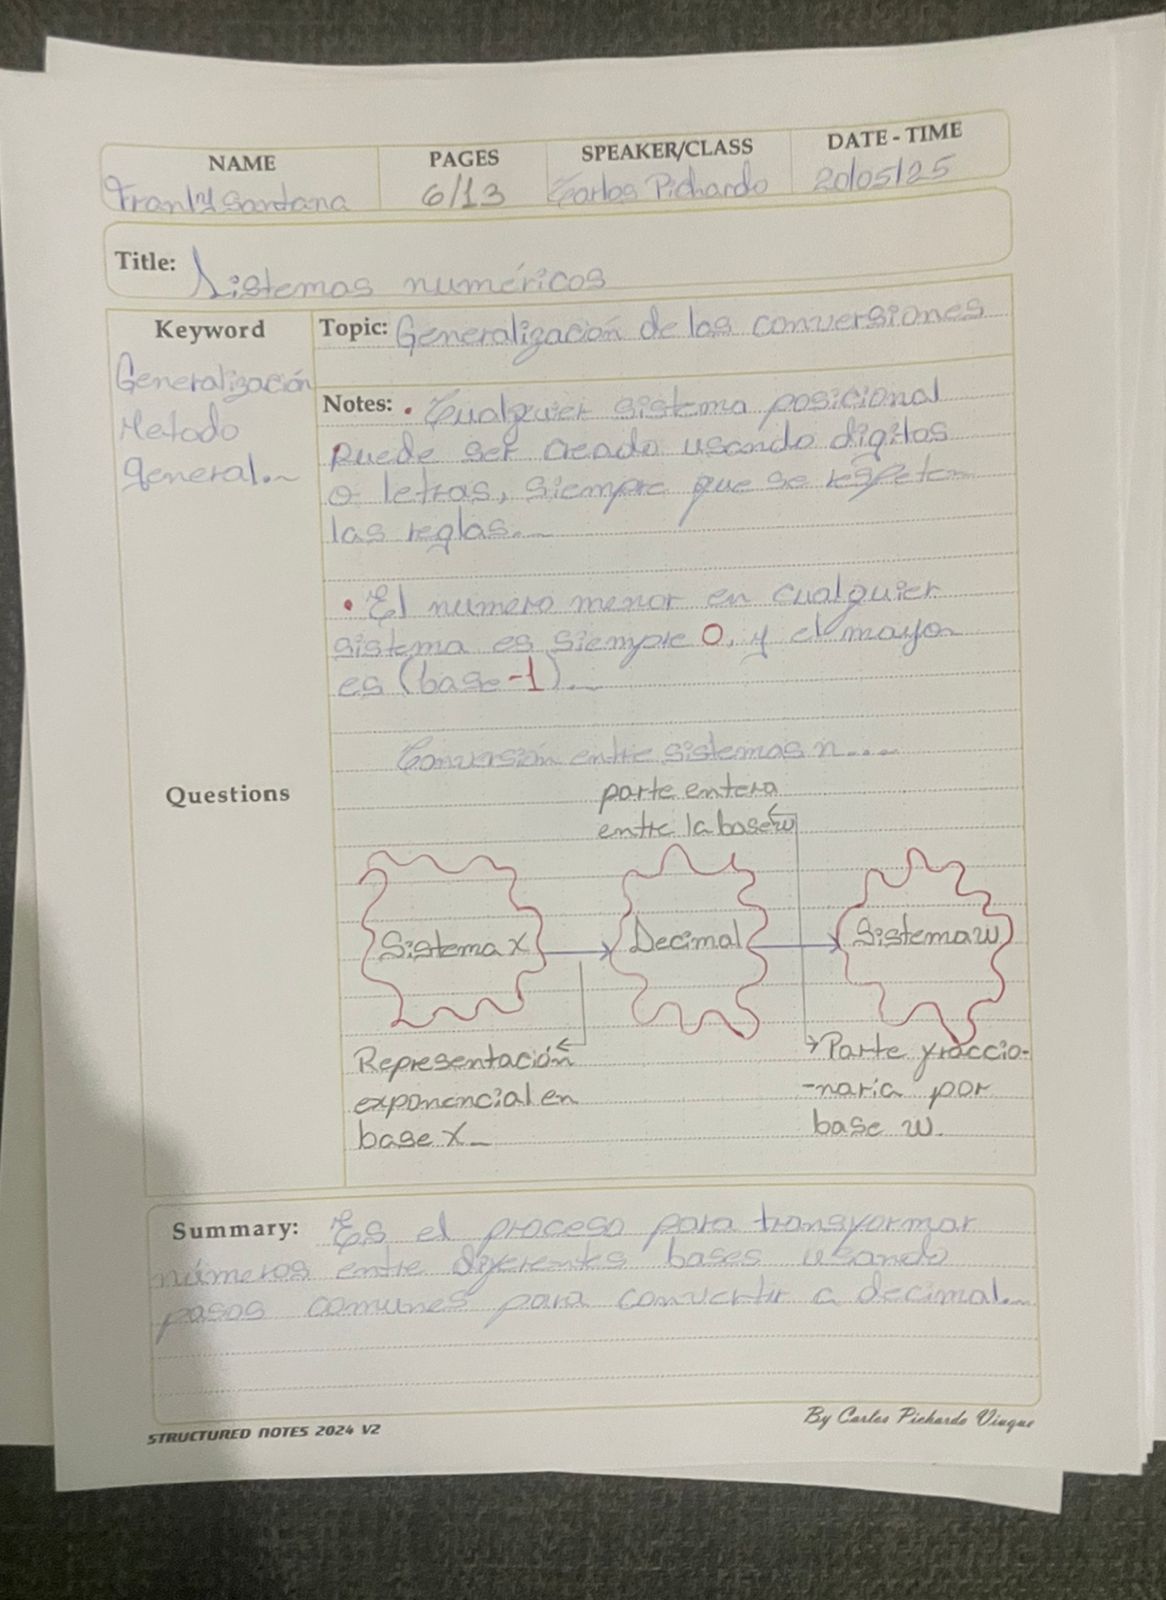 NAME PAGES SPEAKER/CLASS DATE - TIME
Franly Santana 6/13 Carlos Pichardo 20/05/25
Title: Sistemas numéricos
Keyword
Generalización
Metodo
general.
Topic: Generalización de las conversiones
Notes: • Cualquier sistema posicional
puede ser creado usando digitos
o letras, siempre que se respeten
las reglas.
• El numero menor en cualquier
sistema es siempre 0, y el mayor
es (base -1).
Conversión entre sistemas n....
Questions
parte entera
entre la base w
Sistema X
Decimal
Sistema w
Representación
exponencial en
base X
Parte fraccio-
-naria por
base w.
Summary: Es el proceso para transformar
números entre diferentes bases usando
pasos comunes para convertir a decimal.
STRUCTURED NOTES 2024 V2
By Carlos Pichardo Viuque